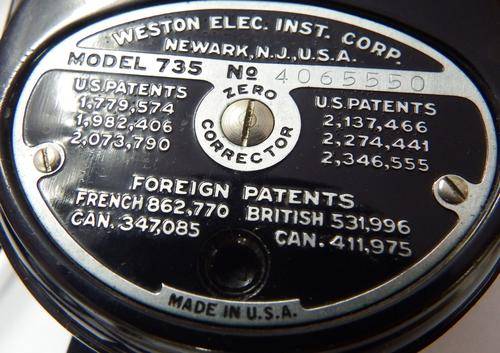 WESTON ELEC. INST. CORP.
NEWARK, N.J., U.S.A.
MODEL 735 No 4065550
ZERO
CORRECTOR
U.S. PATENTS
1,779,574
1,982,406
2,073,790
U.S. PATENTS
2,137,466
2,274,441
2,346,555
FOREIGN PATENTS
FRENCH 862,770 BRITISH 531,996
CAN. 347,085 CAN. 411,975
MADE IN U.S.A.